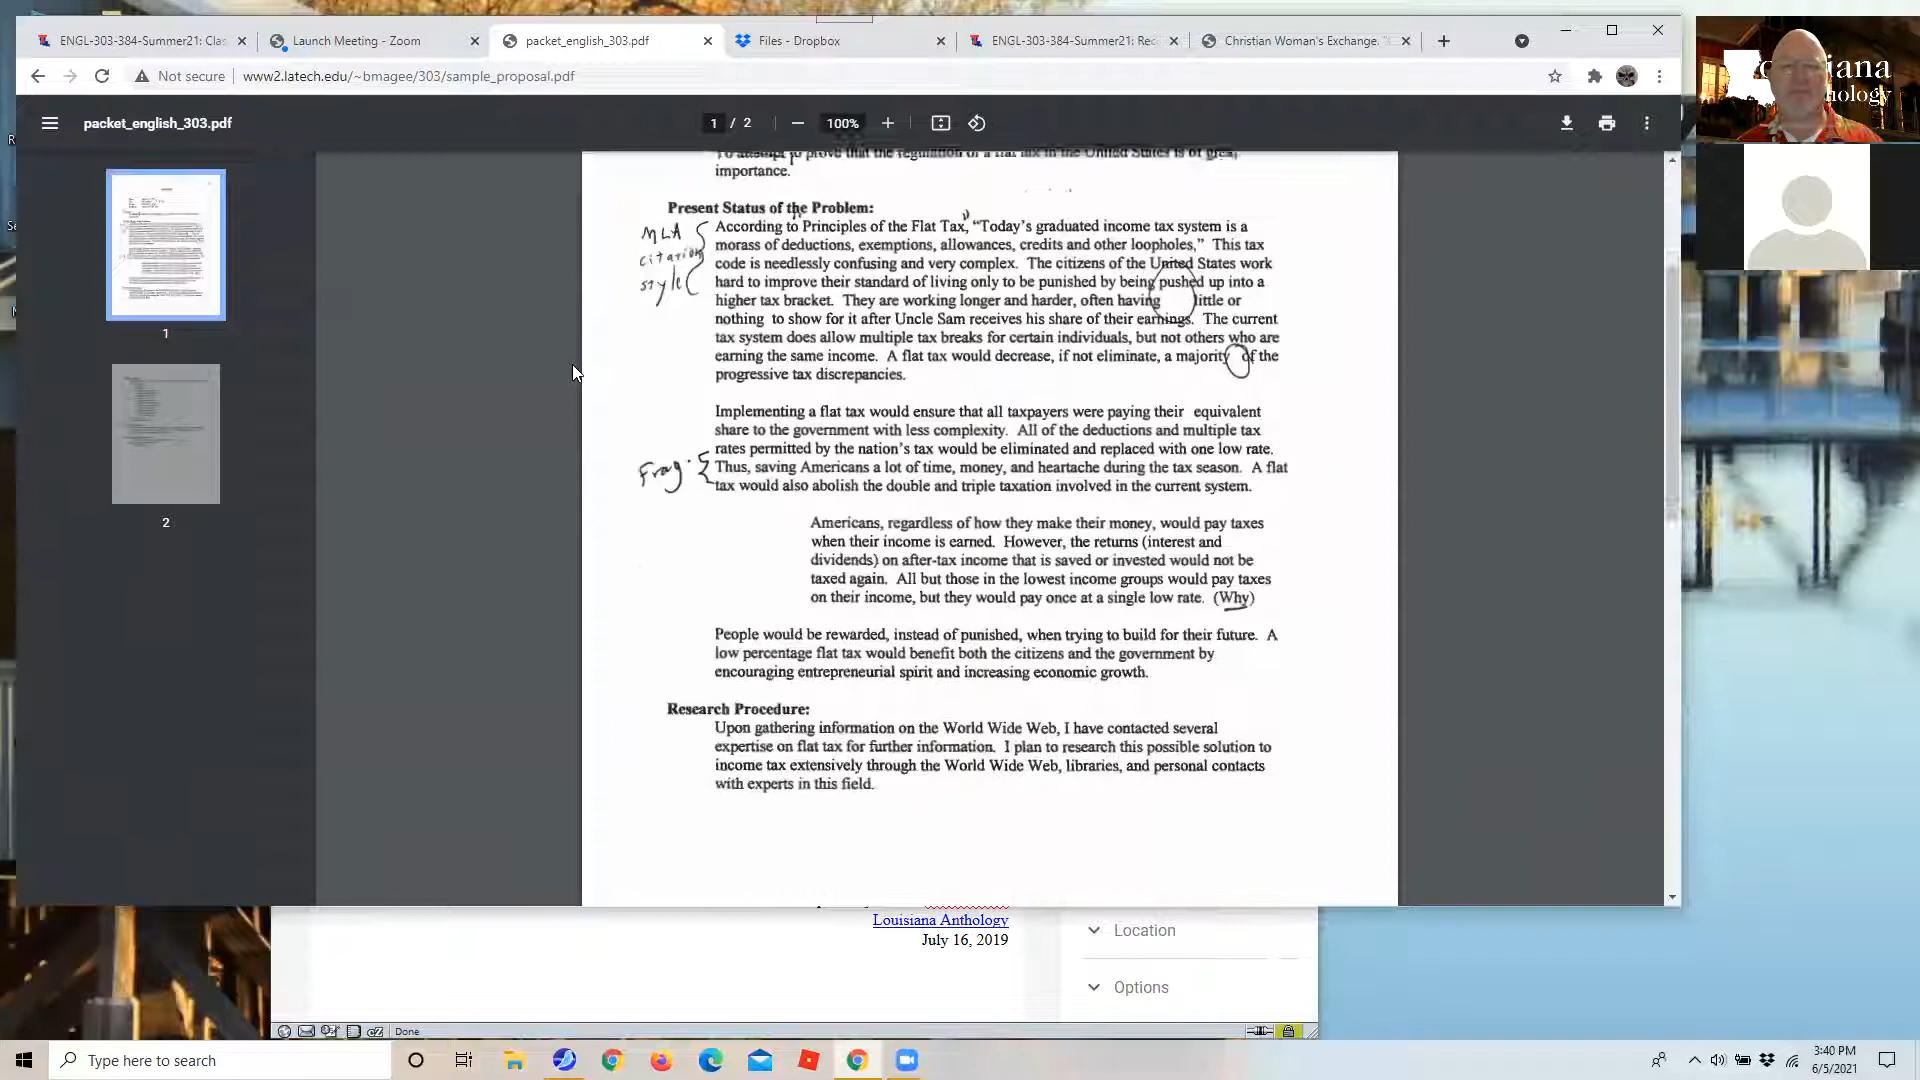 ENGL-303-384-Summer21: Clas
Launch Meeting - Zoom
packet_english_303.pdf
Files - Dropbox
ENGL-303-384-Summer21: Rec
Christian Woman's Exchange. "
Not secure
www2.latech.edu/~bmagee/303/sample_proposal.pdf
packet_english_303.pdf
1 / 2
100%
1
2
To attempt to prove that the regulation of a flat tax in the United States is of great
importance.
Present Status of the Problem:
MLA
citation
style
According to Principles of the Flat Tax," "Today's graduated income tax system is a
morass of deductions, exemptions, allowances, credits and other loopholes," This tax
code is needlessly confusing and very complex. The citizens of the United States work
hard to improve their standard of living only to be punished by being pushed up into a
higher tax bracket. They are working longer and harder, often having little or
nothing to show for it after Uncle Sam receives his share of their earnings. The current
tax system does allow multiple tax breaks for certain individuals, but not others who are
earning the same income. A flat tax would decrease, if not eliminate, a majority of the
progressive tax discrepancies.
Implementing a flat tax would ensure that all taxpayers were paying their equivalent
share to the government with less complexity. All of the deductions and multiple tax
rates permitted by the nation's tax would be eliminated and replaced with one low rate.
Frag.
Thus, saving Americans a lot of time, money, and heartache during the tax season. A flat
tax would also abolish the double and triple taxation involved in the current system.
Americans, regardless of how they make their money, would pay taxes
when their income is earned. However, the returns (interest and
dividends) on after-tax income that is saved or invested would not be
taxed again. All but those in the lowest income groups would pay taxes
on their income, but they would pay once at a single low rate. (Why)
People would be rewarded, instead of punished, when trying to build for their future. A
low percentage flat tax would benefit both the citizens and the government by
encouraging entrepreneurial spirit and increasing economic growth.
Research Procedure:
Upon gathering information on the World Wide Web, I have contacted several
expertise on flat tax for further information. I plan to research this possible solution to
income tax extensively through the World Wide Web, libraries, and personal contacts
with experts in this field.
Louisiana Anthology
July 16, 2019
Location
Options
Done
Type here to search
3:40 PM
6/5/2021